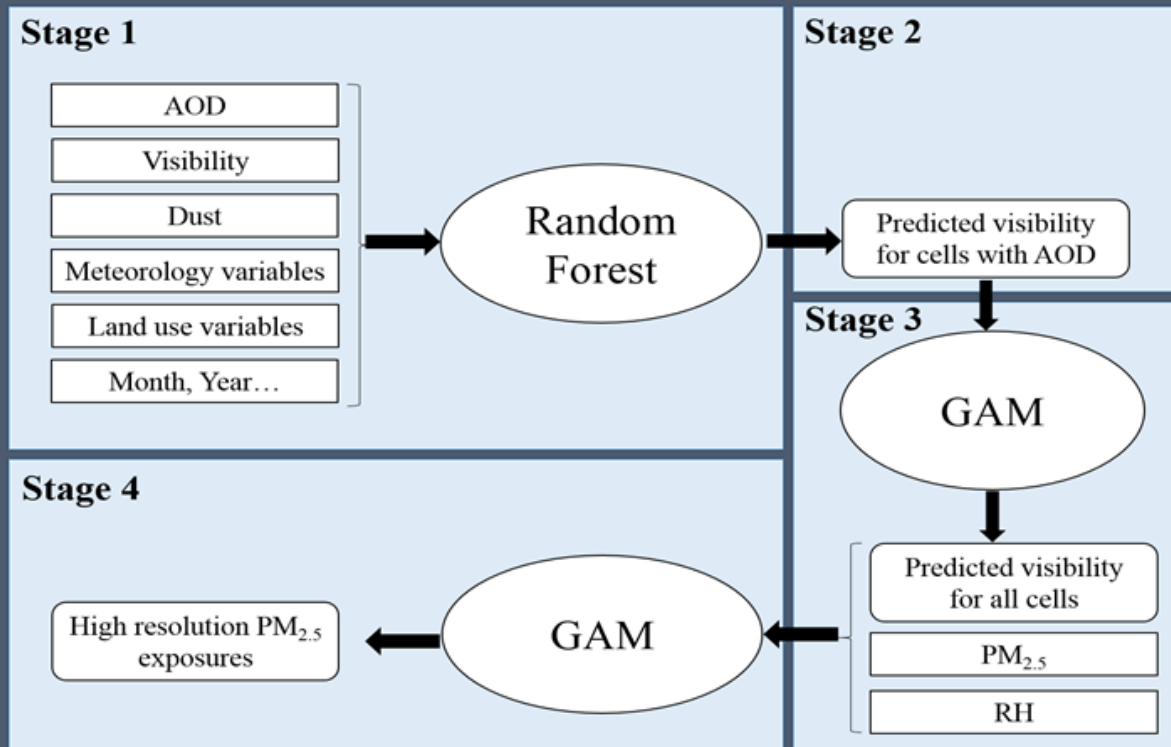 Stage 1
AOD
Visibility
Dust
Meteorology variables
Land use variables
Month, Year…
Random
Forest
Stage 2
Predicted visibility
for cells with AOD
Stage 3
GAM
Predicted visibility
for all cells
PM2.5
RH
Stage 4
GAM
High resolution PM2.5
exposures